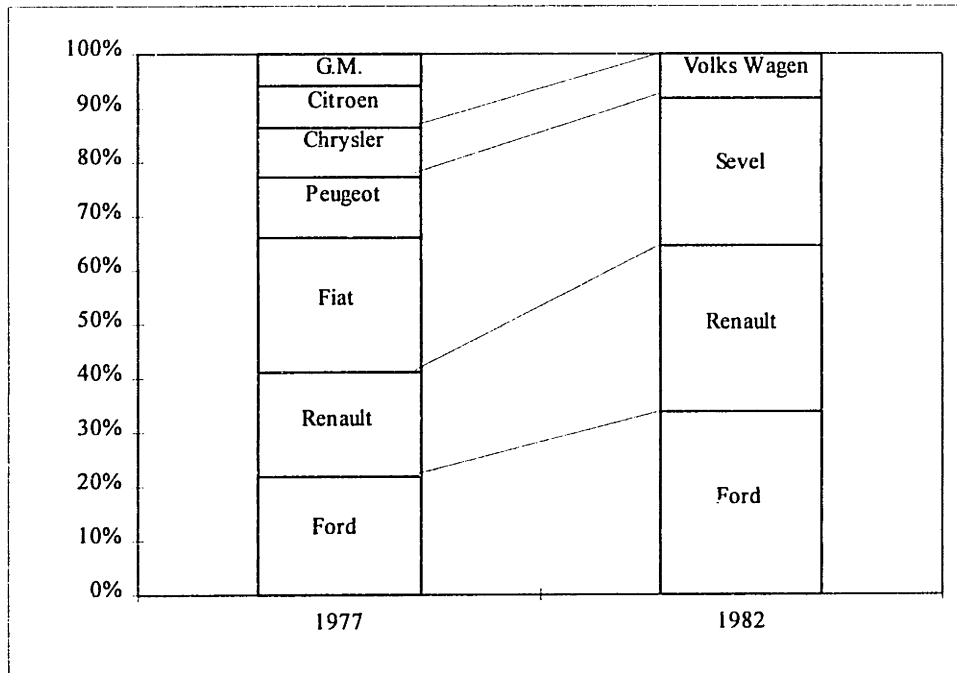 100%
90%
80%
70%
60%
50%
40%
30%
20%
10%
0%
G.M.
Citroen
Chrysler
Peugeot
Fiat
Renault
Ford
Volks Wagen
Sevel
Renault
Ford
1977
1982